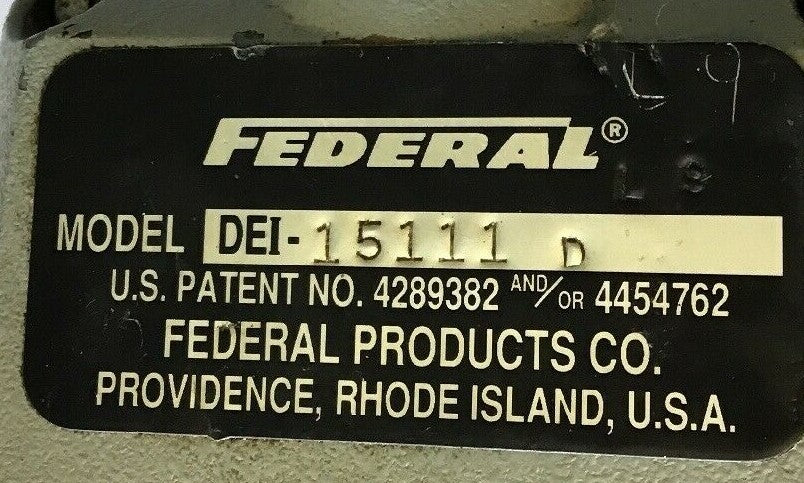 FEDERAL®
MODEL DEI-15111 D
U.S. PATENT NO. 4289382 AND/OR 4454762
FEDERAL PRODUCTS CO.
PROVIDENCE, RHODE ISLAND, U.S.A.